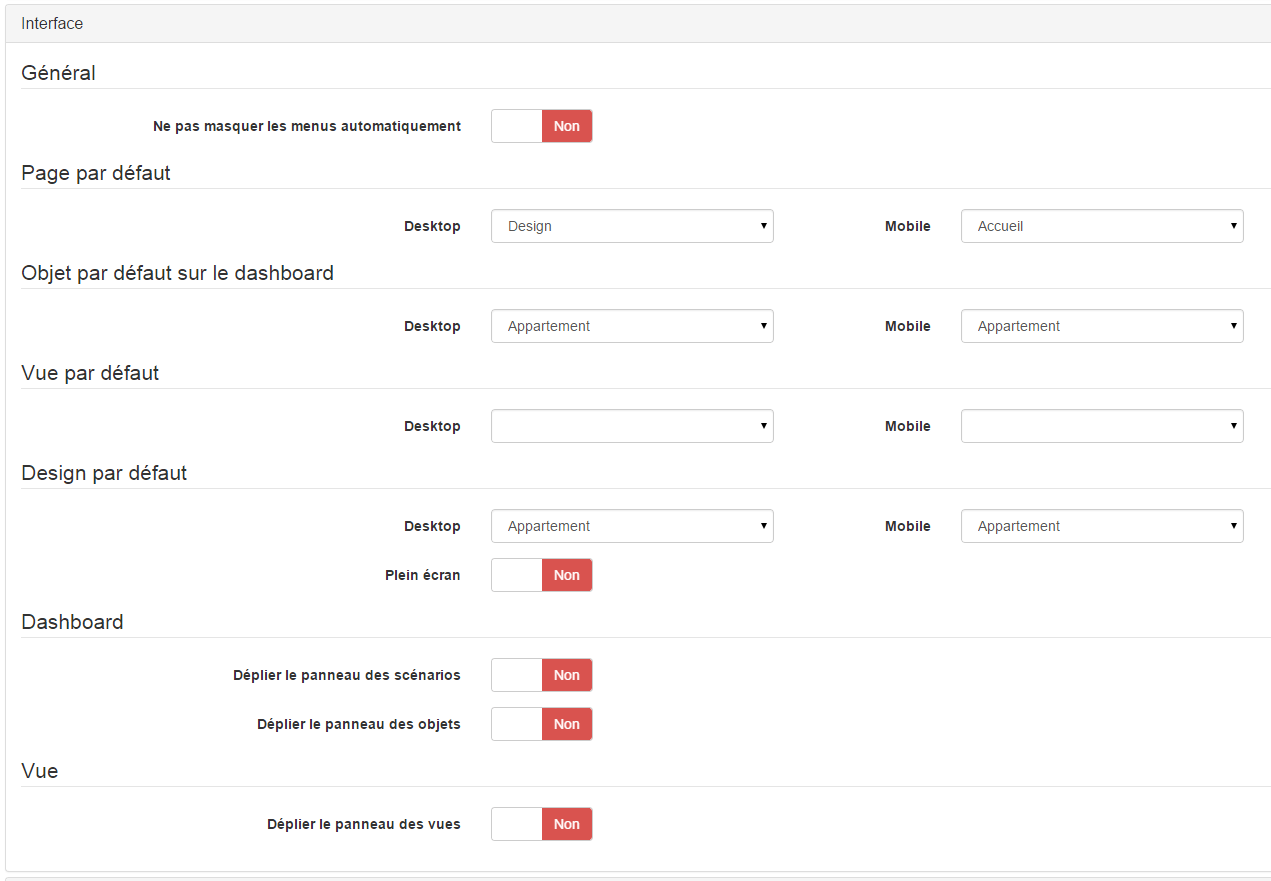 Interface
Général
Ne pas masquer les menus automatiquement Non
Page par défaut
Desktop Design Mobile Accueil
Objet par défaut sur le dashboard
Desktop Appartement Mobile Appartement
Vue par défaut
Desktop Mobile
Design par défaut
Desktop Appartement Mobile Appartement
Plein écran Non
Dashboard
Déplier le panneau des scénarios Non
Déplier le panneau des objets Non
Vue
Déplier le panneau des vues Non